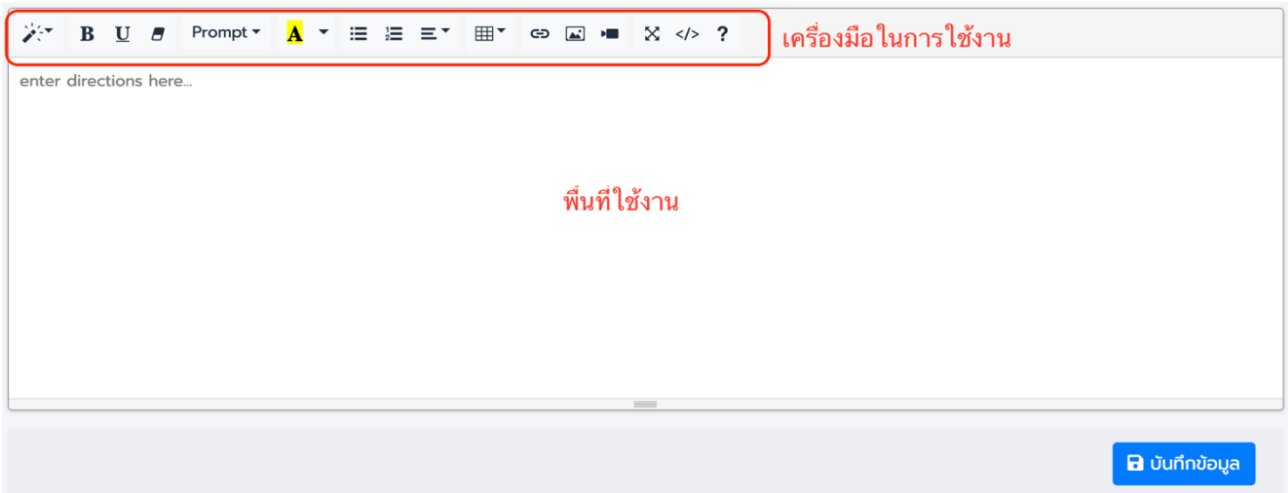 B U Prompt A </> ? เครื่องมือในการใช้งาน
enter directions here...
พื้นที่ใช้งาน
บันทึกข้อมูล